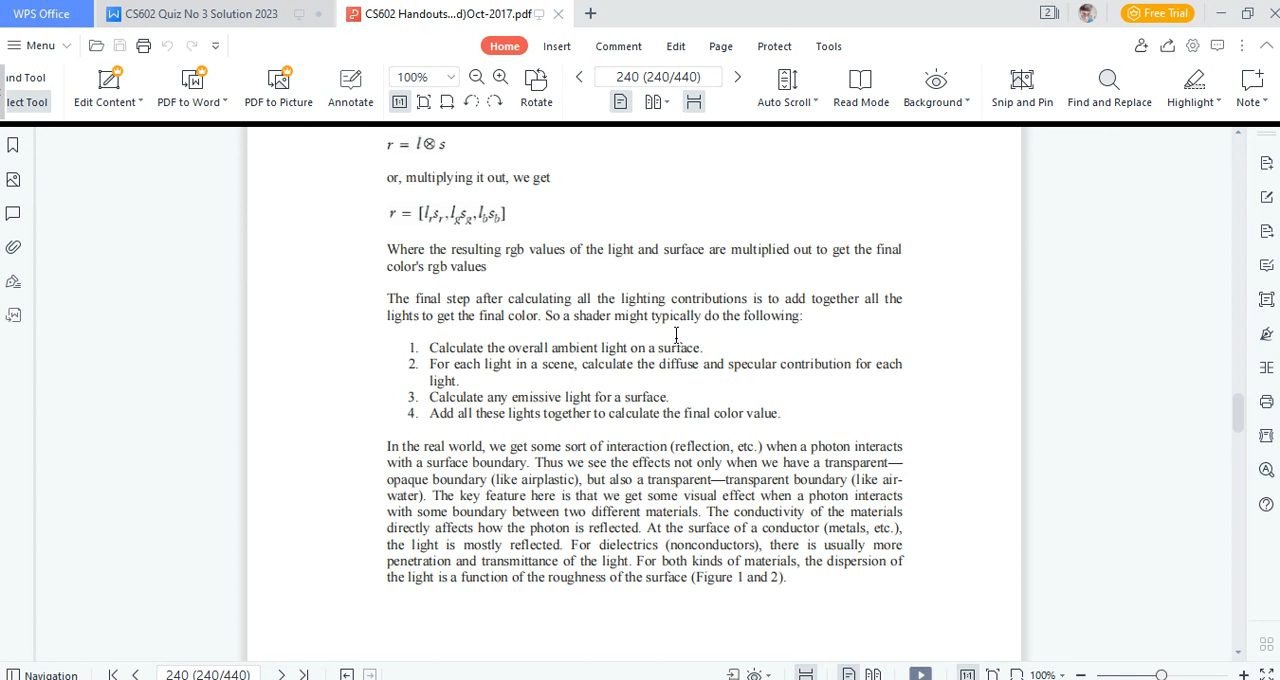 WPS Office
CS602 Quiz No 3 Solution 2023
CS602 Handouts...d)Oct-2017.pdf
Free Trial
Menu
Home
Insert
Comment
Edit
Page
Protect
Tools
and Tool
lect Tool
Edit Content
PDF to Word
PDF to Picture
Annotate
100%
Rotate
240 (240/440)
Auto Scroll
Read Mode
Background
Snip and Pin
Find and Replace
Highlight
Note
r = l⊗ s
or, multiplying it out, we get
r = [l_r s_r, l_g s_g, l_b s_b]
Where the resulting rgb values of the light and surface are multiplied out to get the final
color's rgb values
The final step after calculating all the lighting contributions is to add together all the
lights to get the final color. So a shader might typically do the following:
1. Calculate the overall ambient light on a surface.
2. For each light in a scene, calculate the diffuse and specular contribution for each
light.
3. Calculate any emissive light for a surface.
4. Add all these lights together to calculate the final color value.
In the real world, we get some sort of interaction (reflection, etc.) when a photon interacts
with a surface boundary. Thus we see the effects not only when we have a transparent—
opaque boundary (like airplastic), but also a transparent—transparent boundary (like air-
water). The key feature here is that we get some visual effect when a photon interacts
with some boundary between two different materials. The conductivity of the materials
directly affects how the photon is reflected. At the surface of a conductor (metals, etc.),
the light is mostly reflected. For dielectrics (nonconductors), there is usually more
penetration and transmittance of the light. For both kinds of materials, the dispersion of
the light is a function of the roughness of the surface (Figure 1 and 2).
Navigation
240 (240/440)
100%